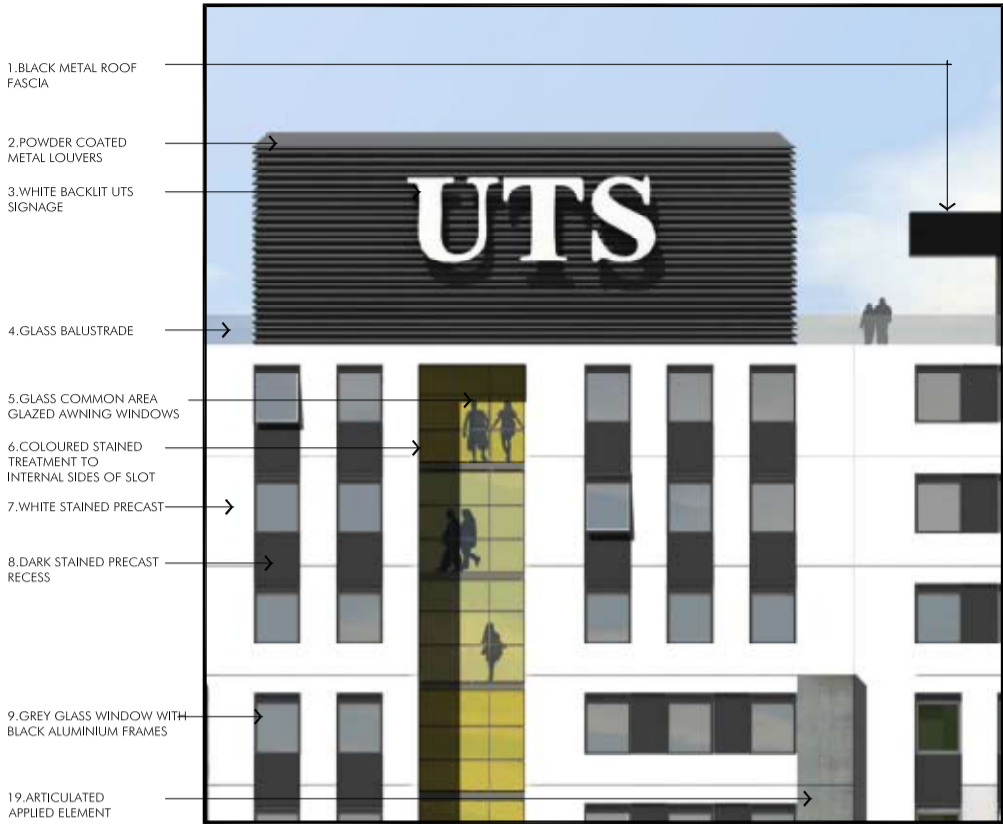 1.BLACK METAL ROOF
FASCIA
2.POWDER COATED
METAL LOUVERS
3.WHITE BACKLIT UTS
SIGNAGE
UTS
4.GLASS BALUSTRADE
5.GLASS COMMON AREA
GLAZED AWNING WINDOWS
6.COLOURED STAINED
TREATMENT TO
INTERNAL SIDES OF SLOT
7.WHITE STAINED PRECAST
8.DARK STAINED PRECAST
RECESS
9.GREY GLASS WINDOW WITH
BLACK ALUMINIUM FRAMES
19.ARTICULATED
APPLIED ELEMENT